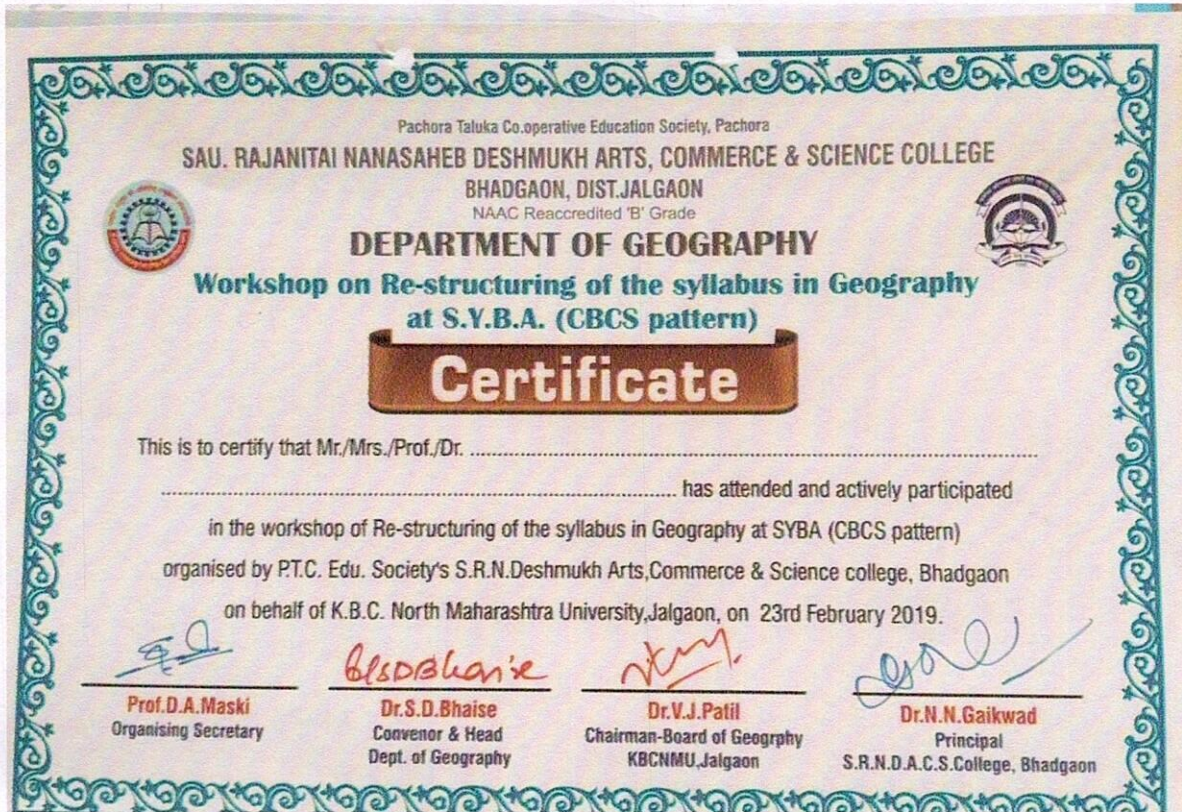 Pachora Taluka Co.operative Education Society, Pachora
SAU. RAJANITAI NANASAHEB DESHMUKH ARTS, COMMERCE & SCIENCE COLLEGE
BHADGAON, DIST.JALGAON
NAAC Reaccredited 'B' Grade
DEPARTMENT OF GEOGRAPHY
Workshop on Re-structuring of the syllabus in Geography
at S.Y.B.A. (CBCS pattern)
Certificate
This is to certify that Mr./Mrs./Prof./Dr. ....................................................................
.................................................................... has attended and actively participated
in the workshop of Re-structuring of the syllabus in Geography at SYBA (CBCS pattern)
organised by P.T.C. Edu. Society's S.R.N.Deshmukh Arts,Commerce & Science college, Bhadgaon
on behalf of K.B.C. North Maharashtra University,Jalgaon, on 23rd February 2019.
Prof.D.A.Maski
Organising Secretary
Dr.S.D.Bhaise
Convenor & Head
Dept. of Geography
Dr.V.J.Patil
Chairman-Board of Geogrphy
KBCNMU,Jalgaon
Dr.N.N.Gaikwad
Principal
S.R.N.D.A.C.S.College, Bhadgaon